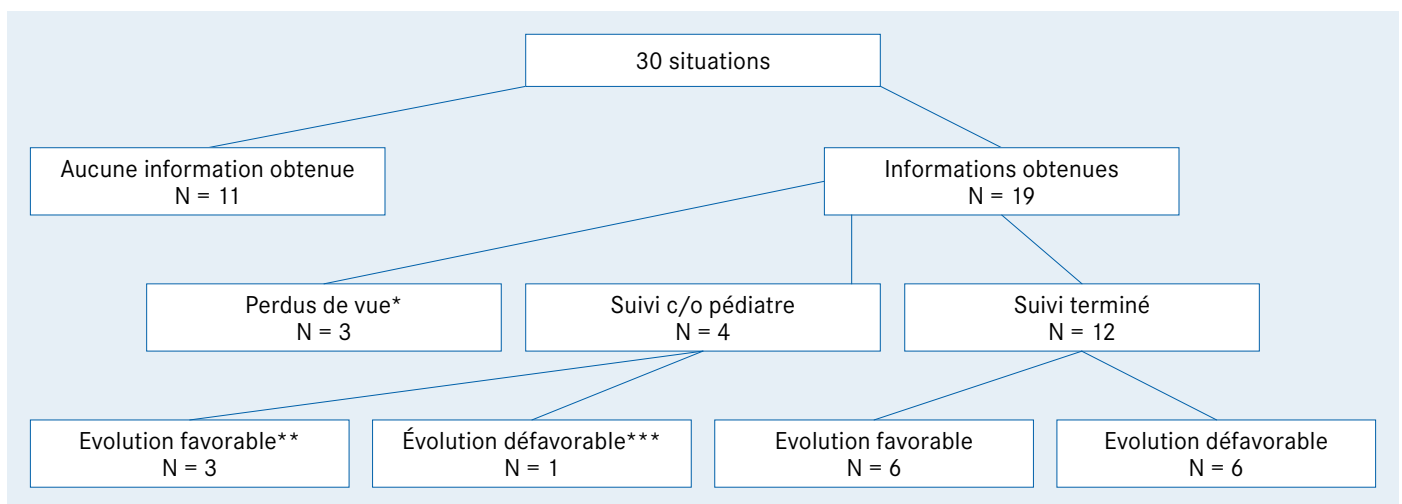 30 situations
Aucune information obtenue
N = 11
Informations obtenues
N = 19
Perdus de vue*
N = 3
Suivi c/o pédiatre
N = 4
Suivi terminé
N = 12
Evolution favorable**
N = 3
Évolution défavorable***
N = 1
Evolution favorable
N = 6
Evolution défavorable
N = 6